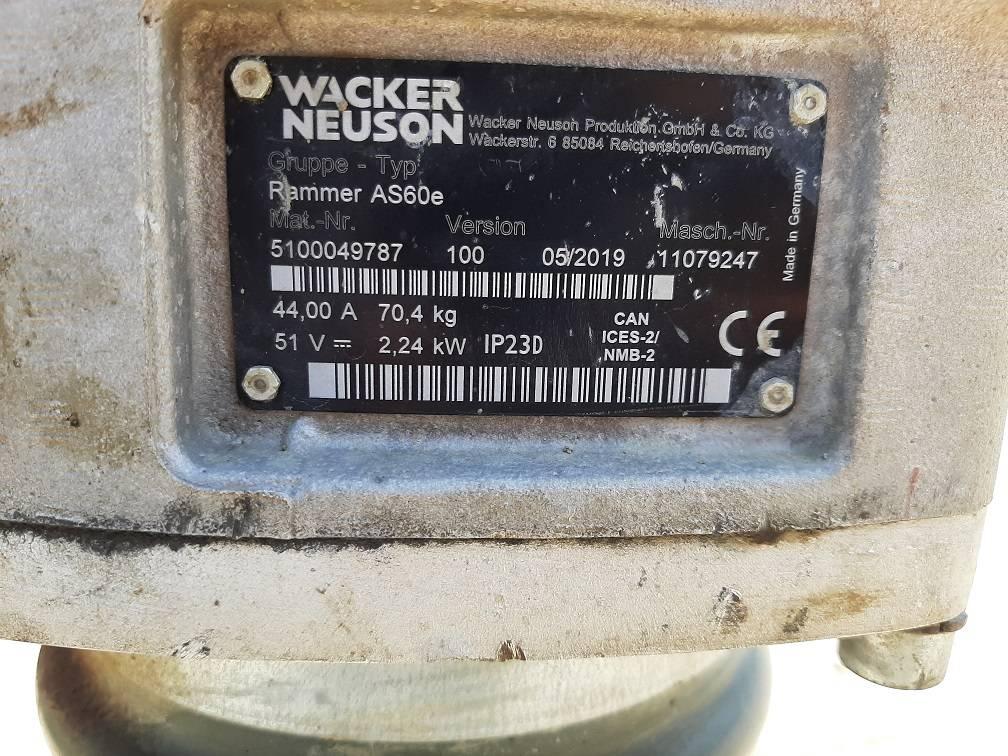 WACKER
NEUSON
Wacker Neuson Produktion GmbH & Co. KG
Wackerstr. 6 85084 Reichertshofen/Germany
Gruppe - Typ
Rammer AS60e
Mat.-Nr. Version Masch.-Nr.
5100049787 100 05/2019 11079247
44,00 A 70,4 kg
51 V ⎓ 2,24 kW IP23D
CAN
ICES-2/
NMB-2
CE
Made in Germany